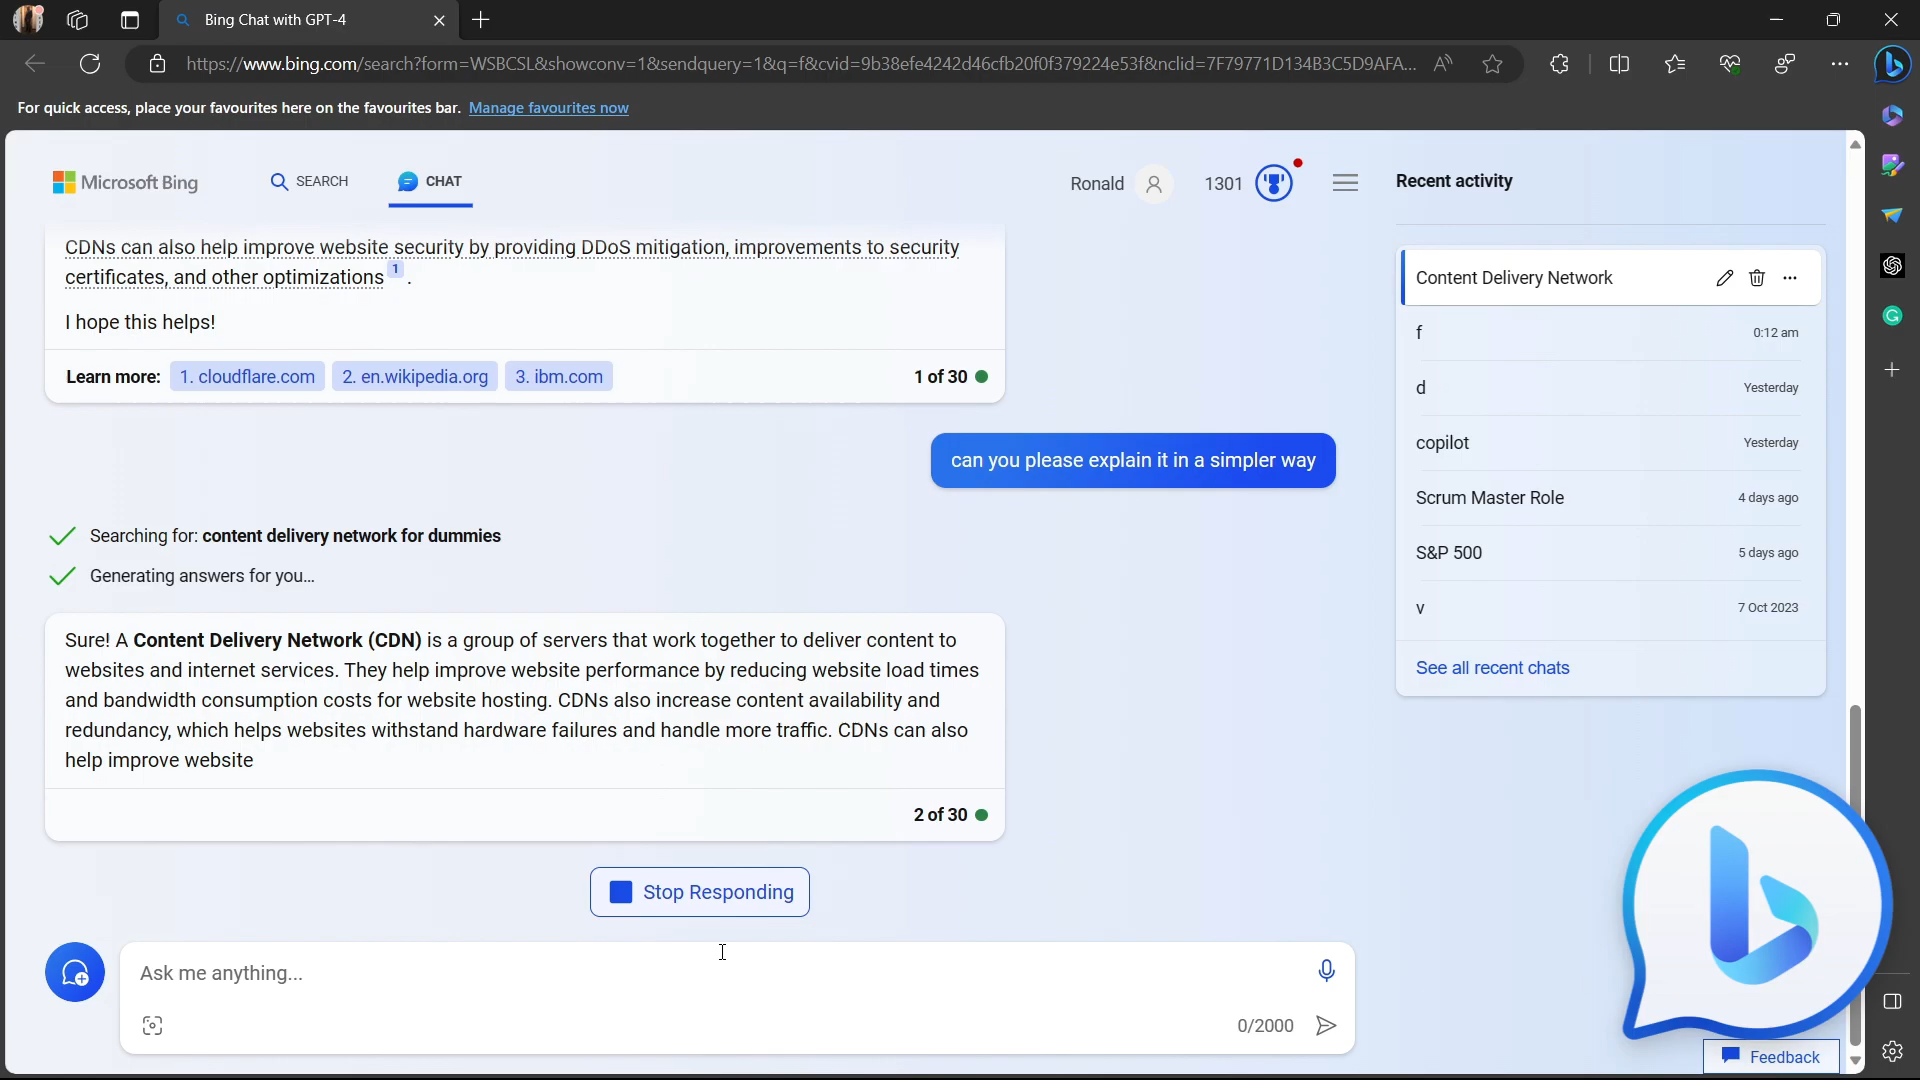 Bing Chat with GPT-4
https://www.bing.com/search?form=WSBCSL&showconv=1&sendquery=1&q=f&cvid=9b38efe4242d46cfb20f0f379224e53f&nclid=7F79771D134B3C5D9AFA...
For quick access, place your favourites here on the favourites bar. Manage favourites now
Microsoft Bing
SEARCH
CHAT
Ronald
1301
Recent activity
CDNs can also help improve website security by providing DDoS mitigation, improvements to security
certificates, and other optimizations 1 .
I hope this helps!
Learn more: 1. cloudflare.com 2. en.wikipedia.org 3. ibm.com 1 of 30
can you please explain it in a simpler way
Searching for: content delivery network for dummies
Generating answers for you...
Sure! A Content Delivery Network (CDN) is a group of servers that work together to deliver content to
websites and internet services. They help improve website performance by reducing website load times
and bandwidth consumption costs for website hosting. CDNs also increase content availability and
redundancy, which helps websites withstand hardware failures and handle more traffic. CDNs can also
help improve website
2 of 30
Stop Responding
Ask me anything...
0/2000
Content Delivery Network
f 0:12 am
d Yesterday
copilot Yesterday
Scrum Master Role 4 days ago
S&P 500 5 days ago
v 7 Oct 2023
See all recent chats
Feedback